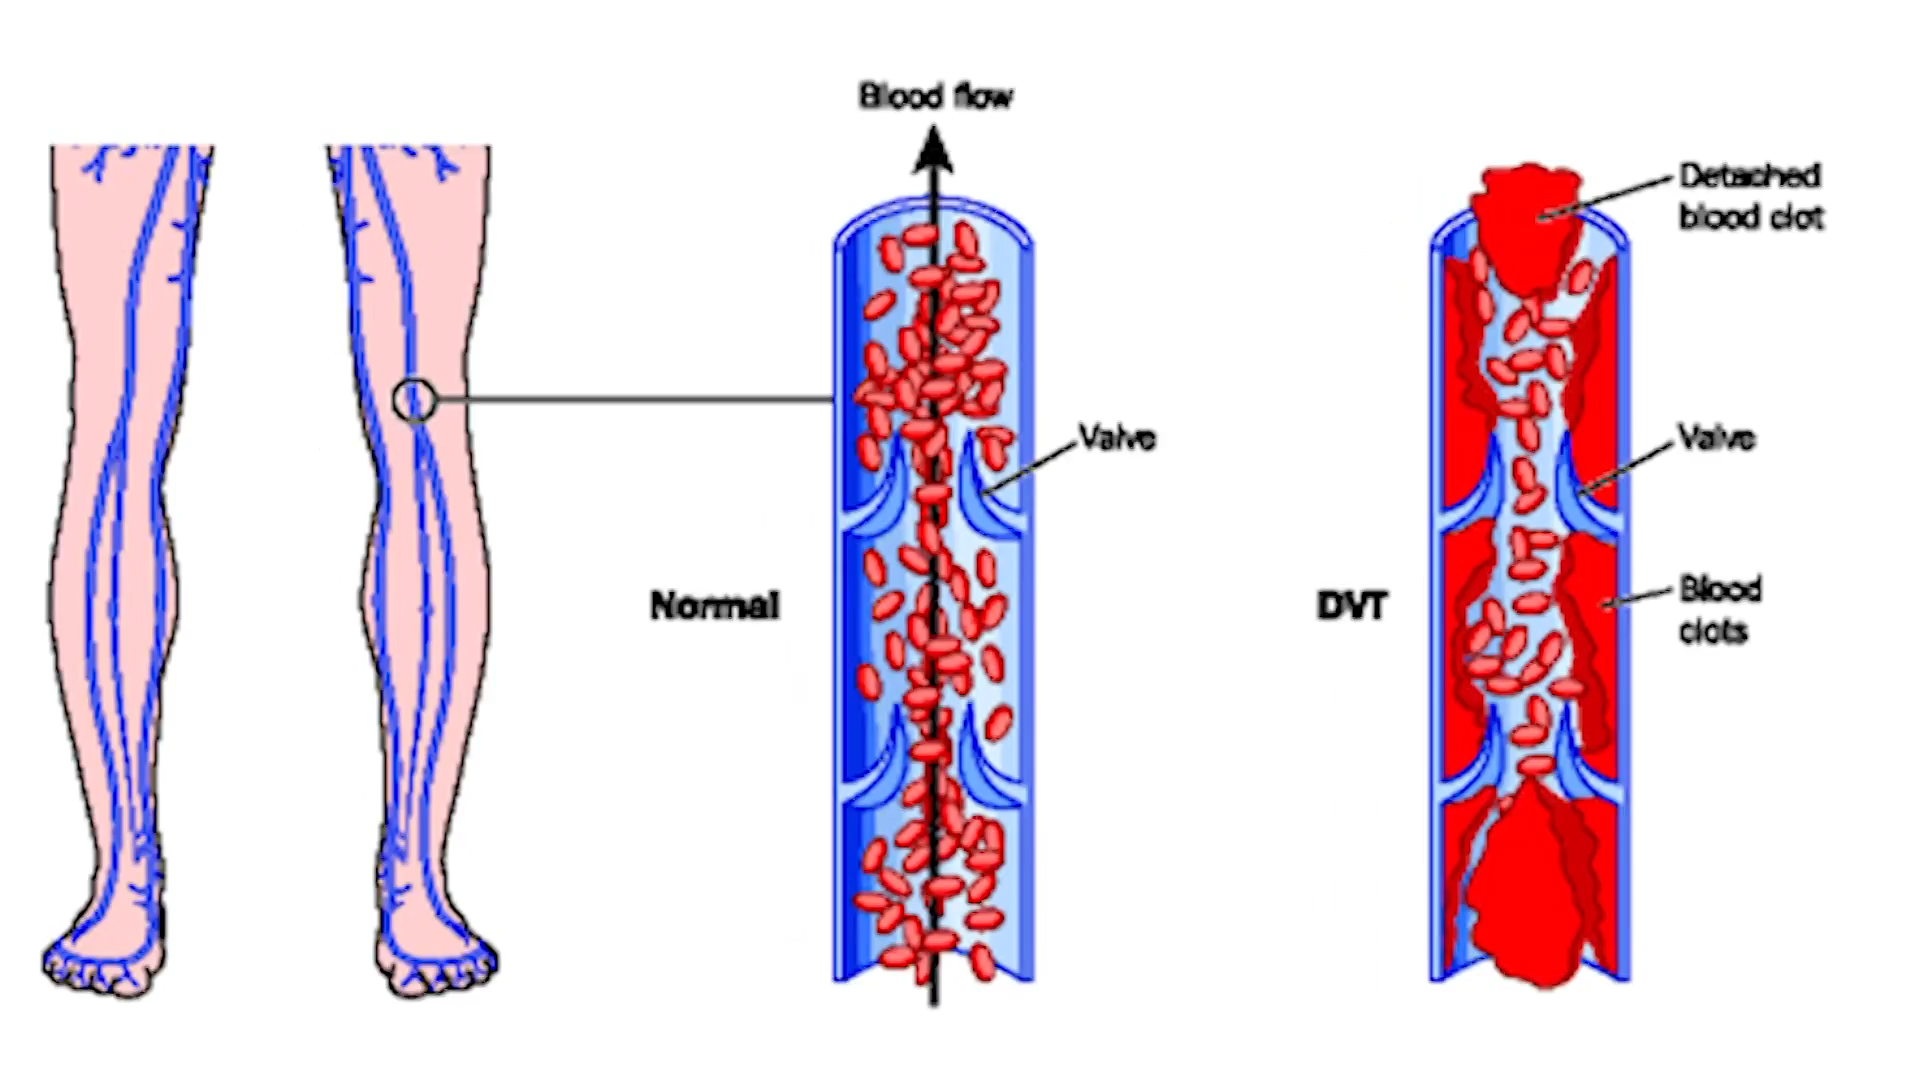 Blood flow
Detached
blood clot
Valve
Valve
Normal
DVT
Blood
clots